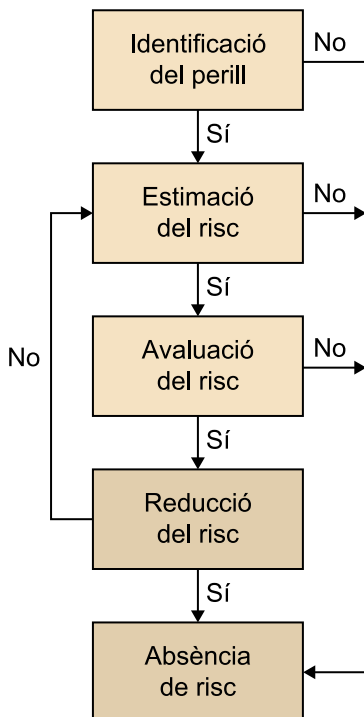 Identificació
del perill
No
Sí
Estimació
del risc
No
Sí
Avaluació
del risc
No
No
Sí
Reducció
del risc
Sí
Absència
de risc